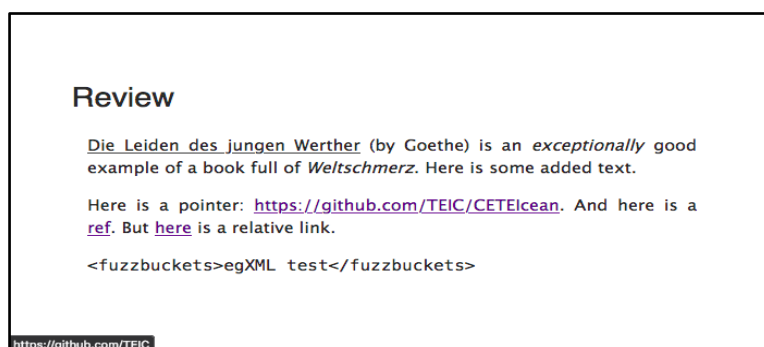 Review
Die Leiden des jungen Werther (by Goethe) is an exceptionally good
example of a book full of Weltschmerz. Here is some added text.
Here is a pointer: https://github.com/TEIC/CETEIcean. And here is a
ref. But here is a relative link.
<fuzzbuckets>egXML test</fuzzbuckets>
https://github.com/TEIC